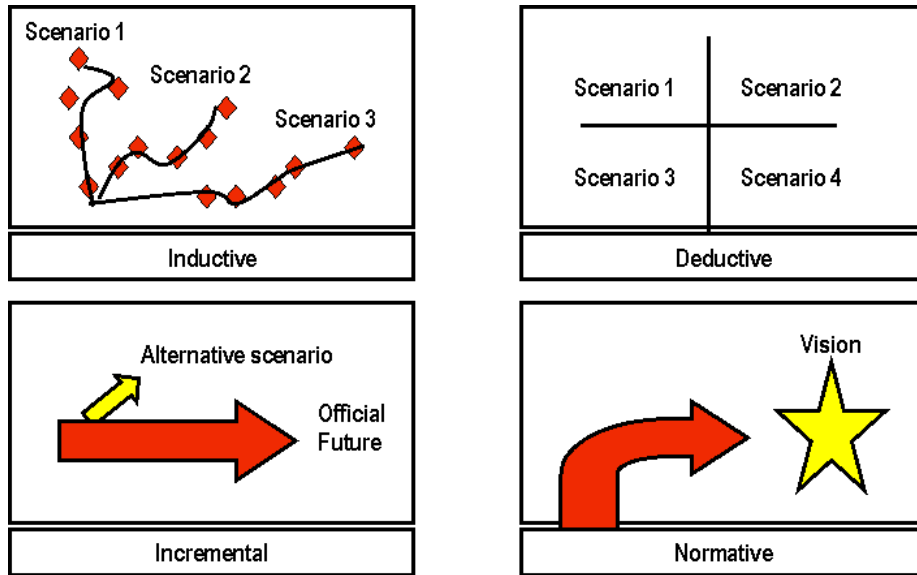 Scenario 1
Scenario 2
Scenario 3
Inductive
Scenario 1
Scenario 2
Scenario 3
Scenario 4
Deductive
Alternative scenario
Official
Future
Incremental
Vision
Normative